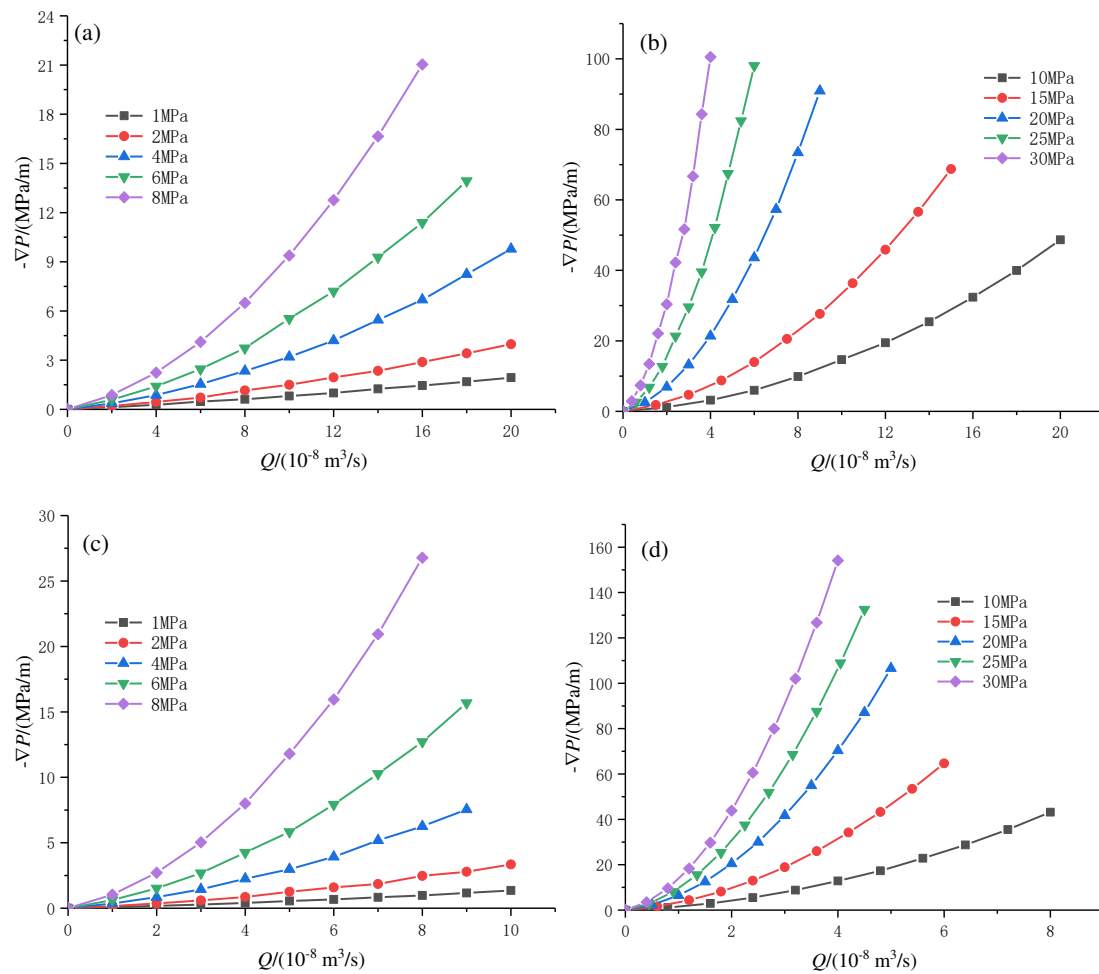 (a)
24
21
18
15
12
9
6
3
0
-∇P/(MPa/m)
1MPa
2MPa
4MPa
6MPa
8MPa
0 4 8 12 16 20
Q/(10⁻⁸ m³/s)
(b)
100
80
60
40
20
0
-∇P/(MPa/m)
10MPa
15MPa
20MPa
25MPa
30MPa
0 4 8 12 16 20
Q/(10⁻⁸ m³/s)
(c)
30
25
20
15
10
5
0
-∇P/(MPa/m)
1MPa
2MPa
4MPa
6MPa
8MPa
0 2 4 6 8 10
Q/(10⁻⁸ m³/s)
(d)
160
140
120
100
80
60
40
20
0
-∇P/(MPa/m)
10MPa
15MPa
20MPa
25MPa
30MPa
0 2 4 6 8
Q/(10⁻⁸ m³/s)